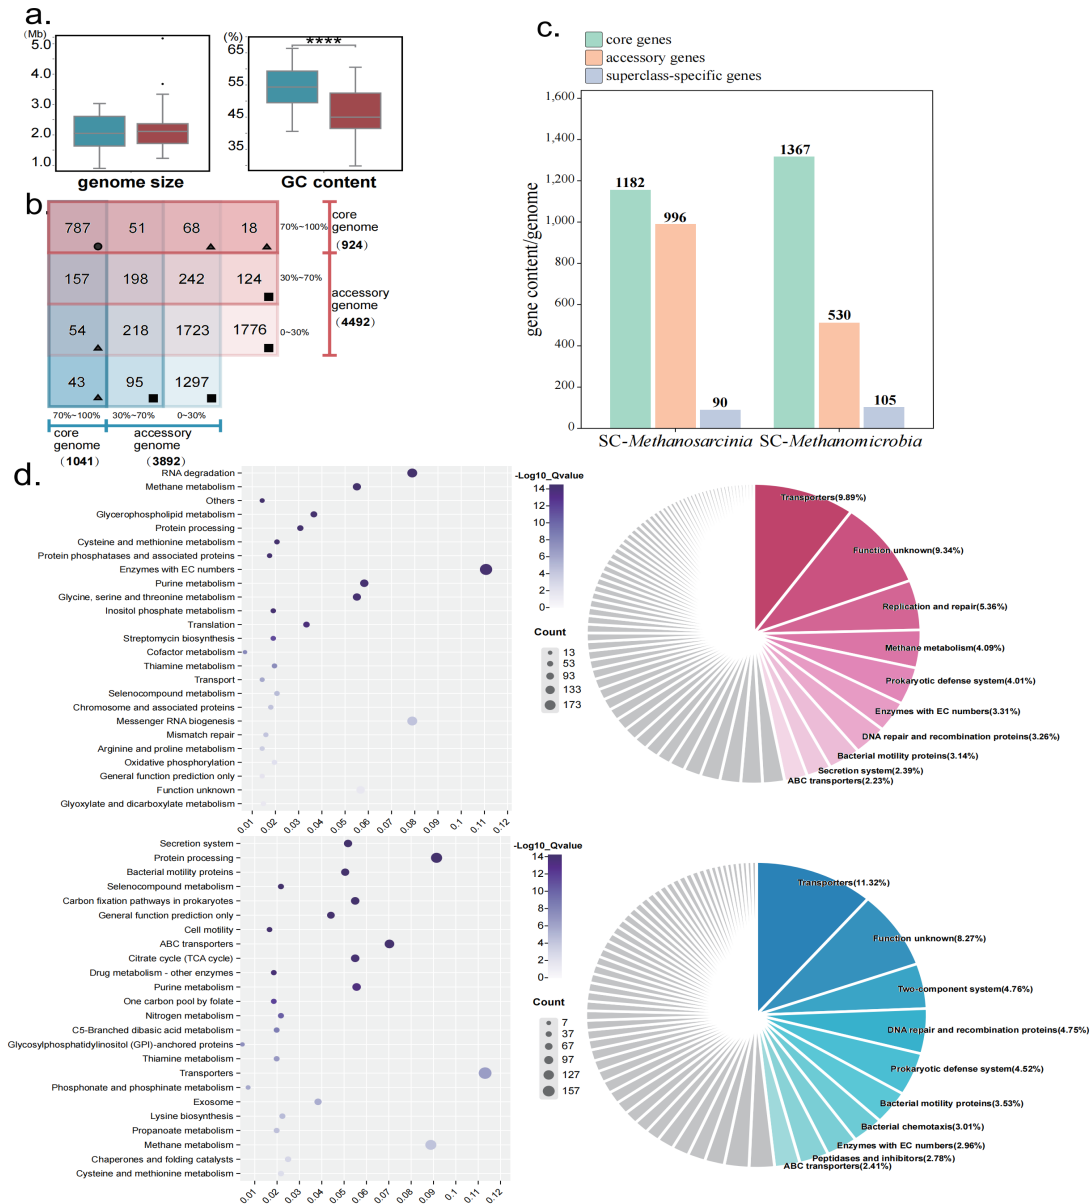 a.
(Mb)
5.0
4.0
3.0
2.0
1.0
genome size
(%)
65
55
45
35
****
GC content
b.
787 51 68 18 70%~100%
157 198 242 124 30%~70%
54 218 1723 1776 0~30%
43 95 1297
core
genome
(924)
accessory
genome
(4492)
70%~100% 30%~70% 0~30%
core
genome
(1041)
accessory
genome
(3892)
c.
core genes
accessory genes
superclass-specific genes
gene content/genome
1,600
1,400
1,200
1,000
800
600
400
200
0
1182
996
90
1367
530
105
SC-Methanosarcinia SC-Methanomicrobia
d.
RNA degradation
Methane metabolism
Others
Glycerophospholipid metabolism
Protein processing
Cysteine and methionine metabolism
Protein phosphatases and associated proteins
Enzymes with EC numbers
Purine metabolism
Glycine, serine and threonine metabolism
Inositol phosphate metabolism
Translation
Streptomycin biosynthesis
Cofactor metabolism
Thiamine metabolism
Transport
Selenocompound metabolism
Chromosome and associated proteins
Messenger RNA biogenesis
Mismatch repair
Arginine and proline metabolism
Oxidative phosphorylation
General function prediction only
Function unknown
Glyoxylate and dicarboxylate metabolism
0.01 0.02 0.03 0.04 0.05 0.06 0.07 0.08 0.09 0.1 0.11 0.12
-Log10_Qvalue
14
12
10
8
6
4
2
0
Count
13
53
93
133
173
Transporters(9.89%)
Function unknown(9.34%)
Replication and repair(5.36%)
Methane metabolism(4.09%)
Prokaryotic defense system(4.01%)
Enzymes with EC numbers(3.31%)
DNA repair and recombination proteins(3.26%)
Bacterial motility proteins(3.14%)
Secretion system(2.39%)
ABC transporters(2.23%)
Secretion system
Protein processing
Bacterial motility proteins
Selenocompound metabolism
Carbon fixation pathways in prokaryotes
General function prediction only
Cell motility
ABC transporters
Citrate cycle (TCA cycle)
Drug metabolism - other enzymes
Purine metabolism
One carbon pool by folate
Nitrogen metabolism
C5-Branched dibasic acid metabolism
Glycosylphosphatidylinositol (GPI)-anchored proteins
Thiamine metabolism
Transporters
Phosphonate and phosphinate metabolism
Exosome
Lysine biosynthesis
Propanoate metabolism
Methane metabolism
Chaperones and folding catalysts
Cysteine and methionine metabolism
0.01 0.02 0.03 0.04 0.05 0.06 0.07 0.08 0.09 0.1 0.11 0.12
-Log10_Qvalue
14
12
10
8
6
4
2
0
Count
7
37
67
97
127
157
Transporters(11.32%)
Function unknown(8.27%)
Two-component system(4.76%)
DNA repair and recombination proteins(4.75%)
Prokaryotic defense system(4.52%)
Bacterial motility proteins(3.53%)
Bacterial chemotaxis(3.01%)
Enzymes with EC numbers(2.96%)
Peptidases and inhibitors(2.78%)
ABC transporters(2.41%)